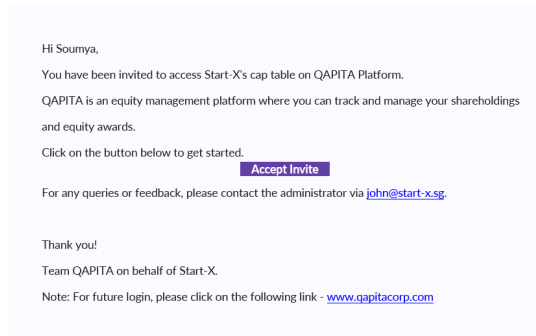 Hi Soumya,
You have been invited to access Start-X's cap table on QAPITA Platform.
QAPITA is an equity management platform where you can track and manage your shareholdings
and equity awards.
Click on the button below to get started.
Accept Invite
For any queries or feedback, please contact the administrator via john@start-x.sg.
Thank you!
Team QAPITA on behalf of Start-X.
Note: For future login, please click on the following link - www.qapitacorp.com